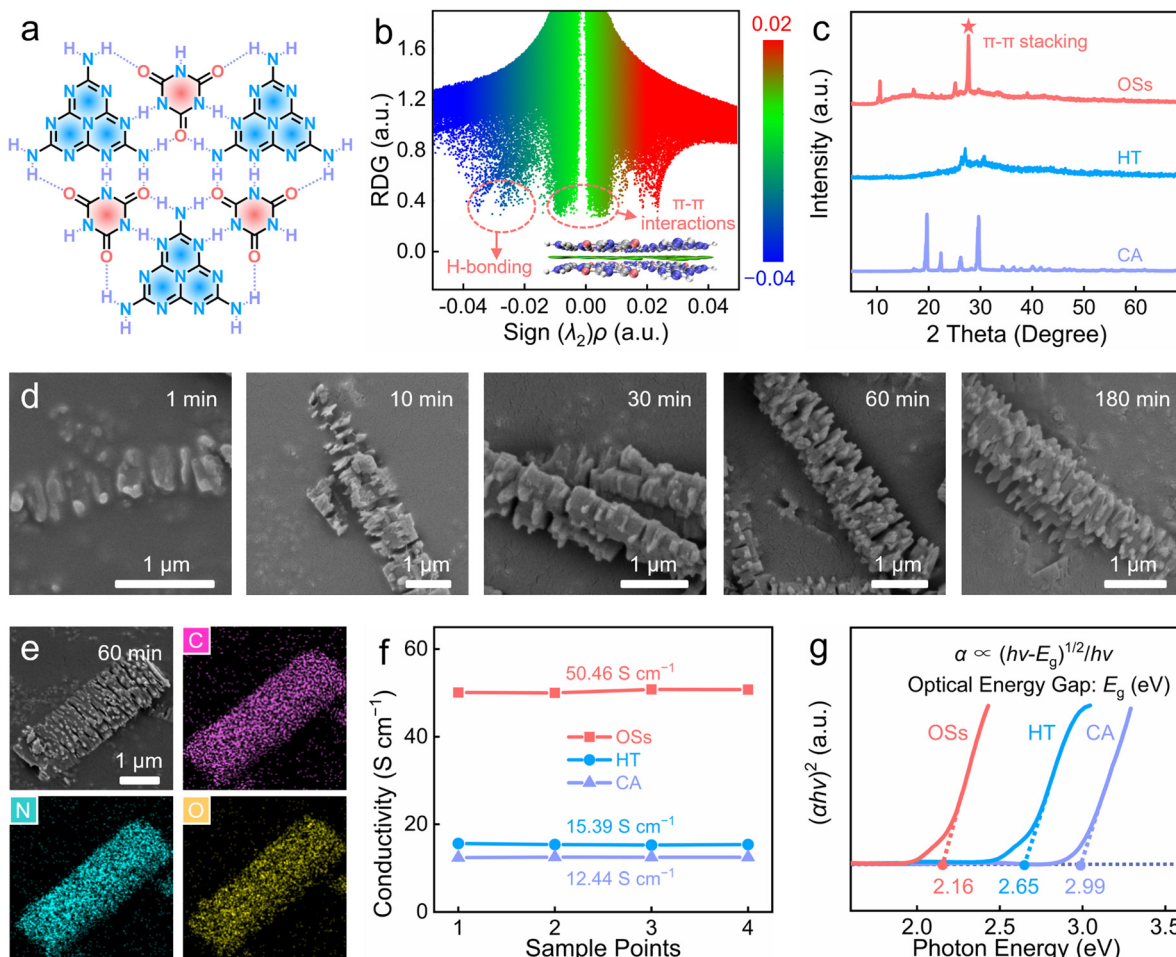 a
H H H H H
N O N O N
N N
N N N N N N
N N N H N N H N N N
H N N N N H O H N N N N H
N N H H N N
H H H H H H
O N O N O N O
H N N H N N H
O N N N N O
N N N
H N N N N H
N N
H H
b
RDG (a.u.)
1.6
1.2
0.8
0.4
0.0
-0.04 -0.02 0.00 0.02 0.04
Sign (λ2)ρ (a.u.)
H-bonding
π-π
interactions
0.02
−0.04
c
Intensity (a.u.)
π-π stacking
OSs
HT
CA
10 20 30 40 50 60
2 Theta (Degree)
d
1 min
1 μm
10 min
1 μm
30 min
1 μm
60 min
1 μm
180 min
1 μm
e
60 min
1 μm
C
N
O
f
Conductivity (S cm−1)
60
40
20
0
50.46 S cm−1
OSs
HT
CA
15.39 S cm−1
12.44 S cm−1
1 2 3 4
Sample Points
g
(αhν)2 (a.u.)
α ∝ (hν-Eg)1/2/hν
Optical Energy Gap: Eg (eV)
OSs HT CA
2.16 2.65 2.99
2.0 2.5 3.0 3.5
Photon Energy (eV)